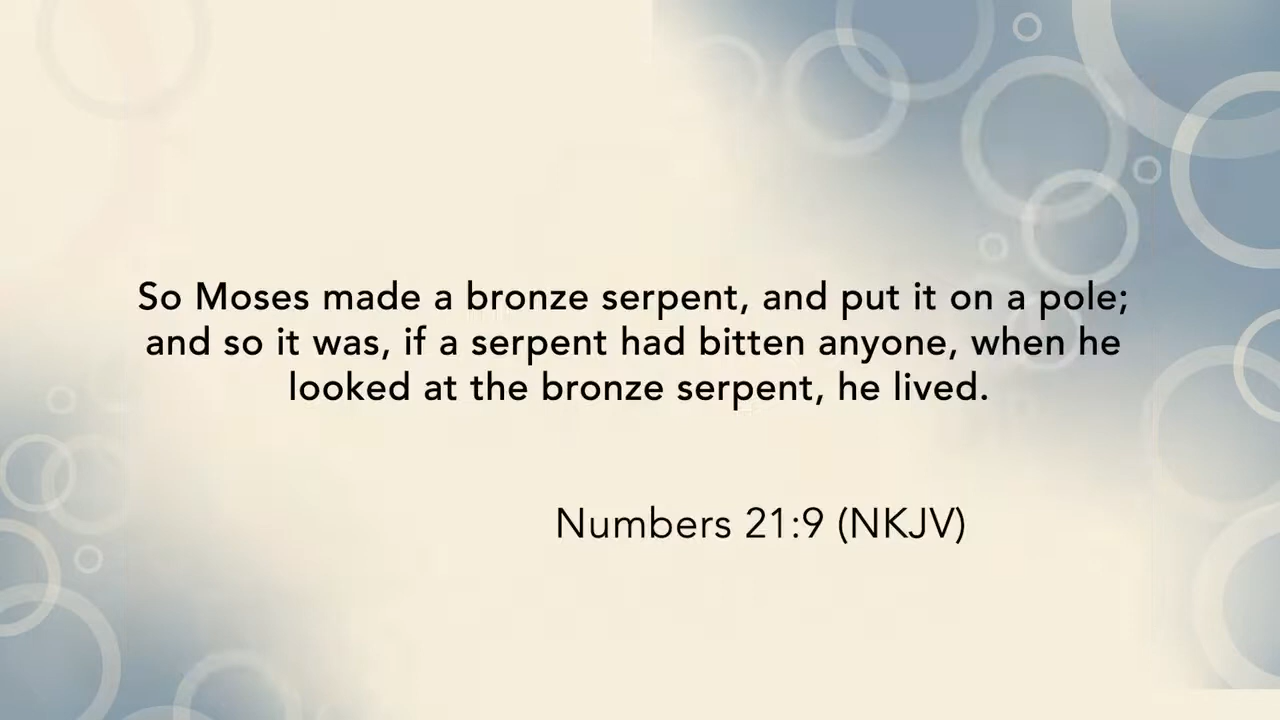 So Moses made a bronze serpent, and put it on a pole;
and so it was, if a serpent had bitten anyone, when he
looked at the bronze serpent, he lived.
Numbers 21:9 (NKJV)